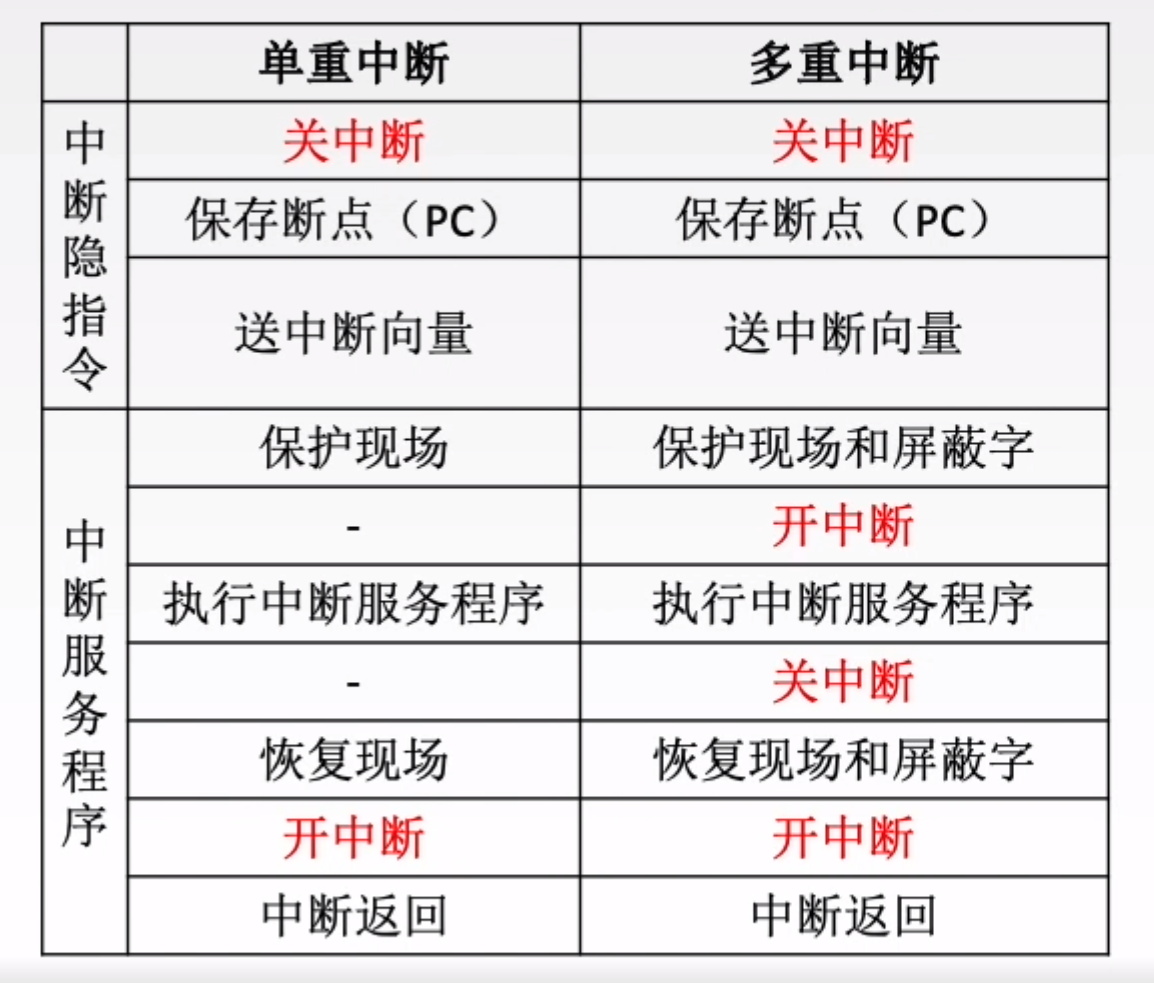 单重中断 多重中断
中断隐指令
关中断 关中断
保存断点（PC） 保存断点（PC）
送中断向量 送中断向量
中断服务程序
保护现场 保护现场和屏蔽字
- 开中断
执行中断服务程序 执行中断服务程序
- 关中断
恢复现场 恢复现场和屏蔽字
开中断 开中断
中断返回 中断返回